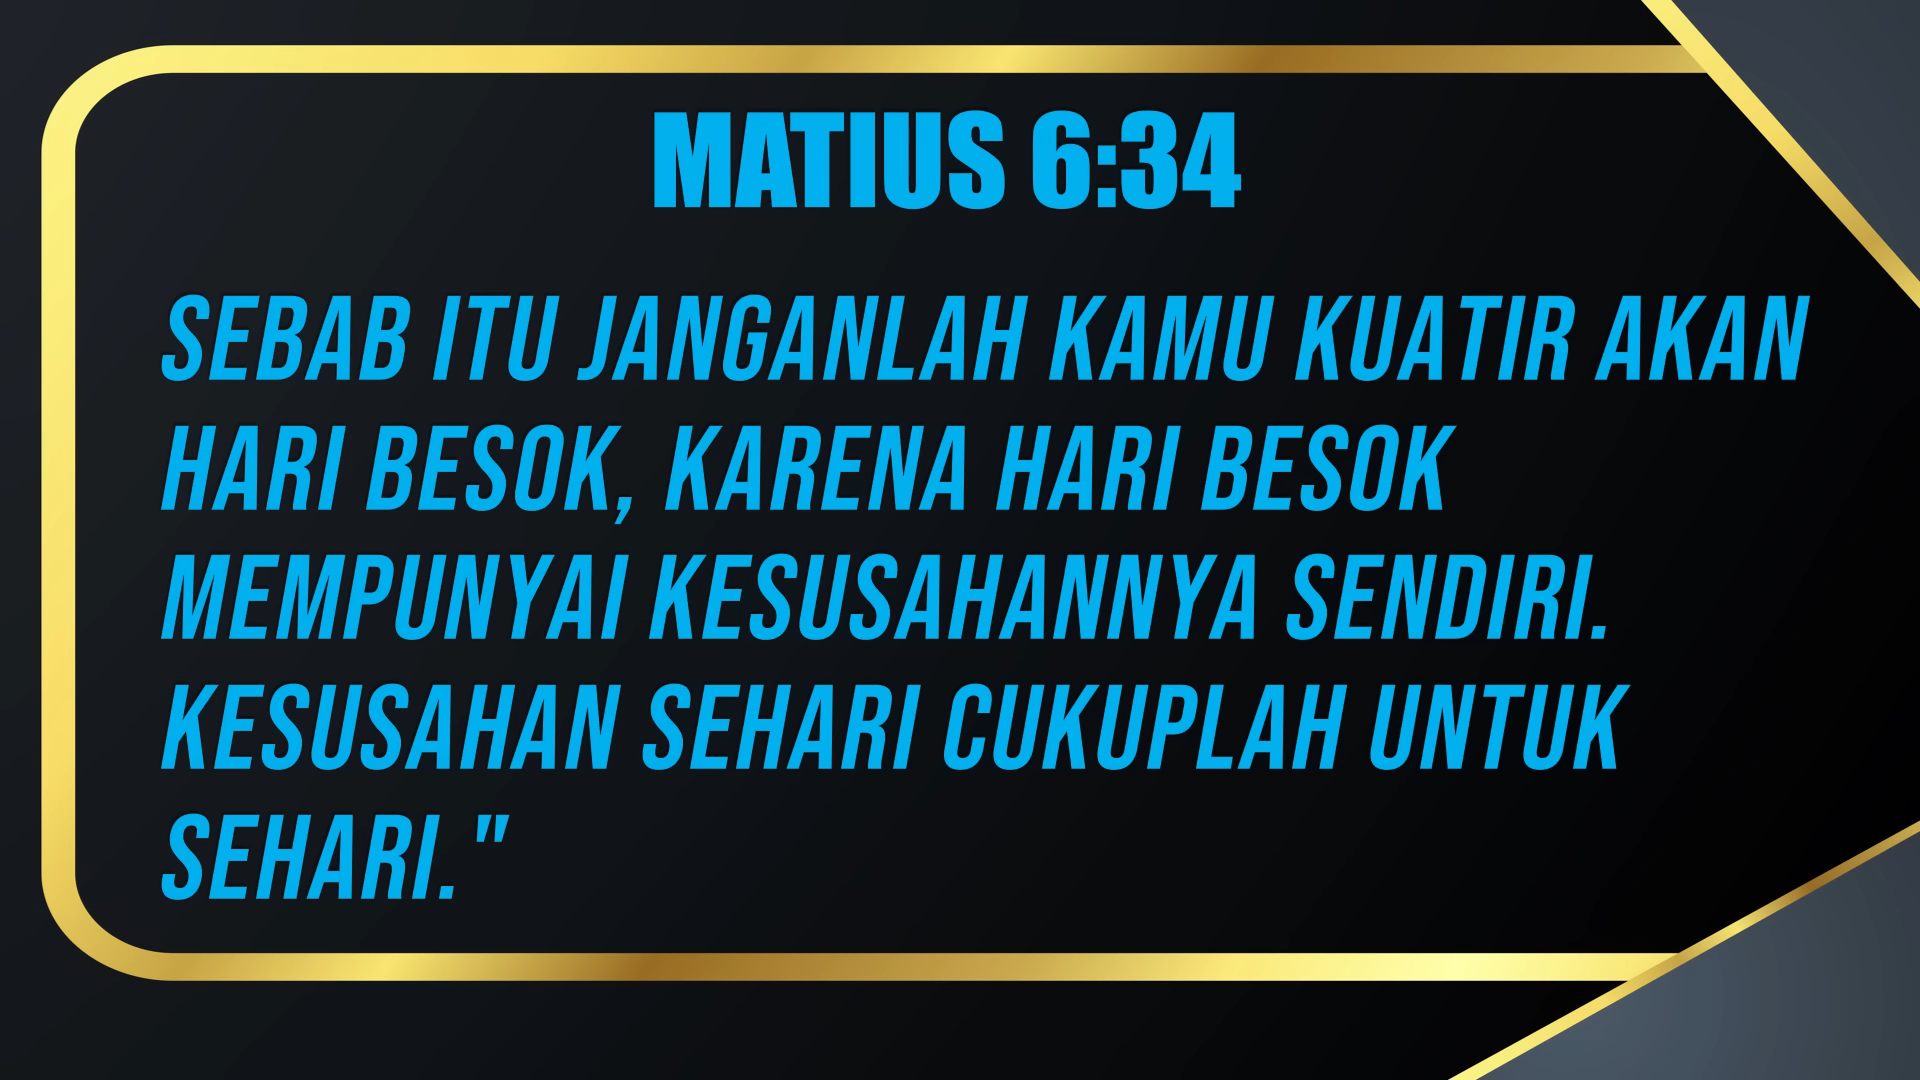 MATIUS 6:34
SEBAB ITU JANGANLAH KAMU KUATIR AKAN
HARI BESOK, KARENA HARI BESOK
MEMPUNYAI KESUSAHANNYA SENDIRI.
KESUSAHAN SEHARI CUKUPLAH UNTUK
SEHARI."